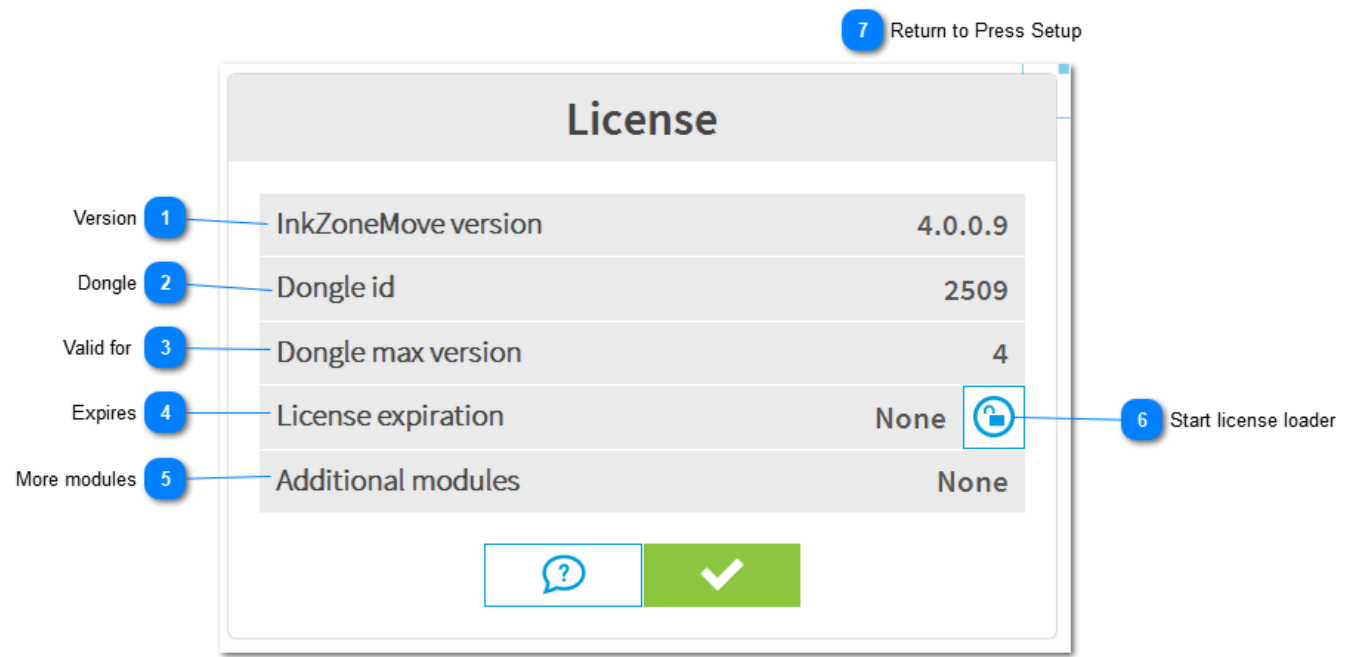 7 Return to Press Setup
License
Version 1 InkZoneMove version 4.0.0.9
Dongle 2 Dongle id 2509
Valid for 3 Dongle max version 4
Expires 4 License expiration None 6 Start license loader
More modules 5 Additional modules None
?